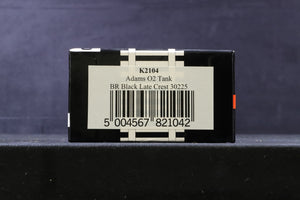 K2104
Adams O2 Tank
BR Black Late Crest 30225
5 004567 821042